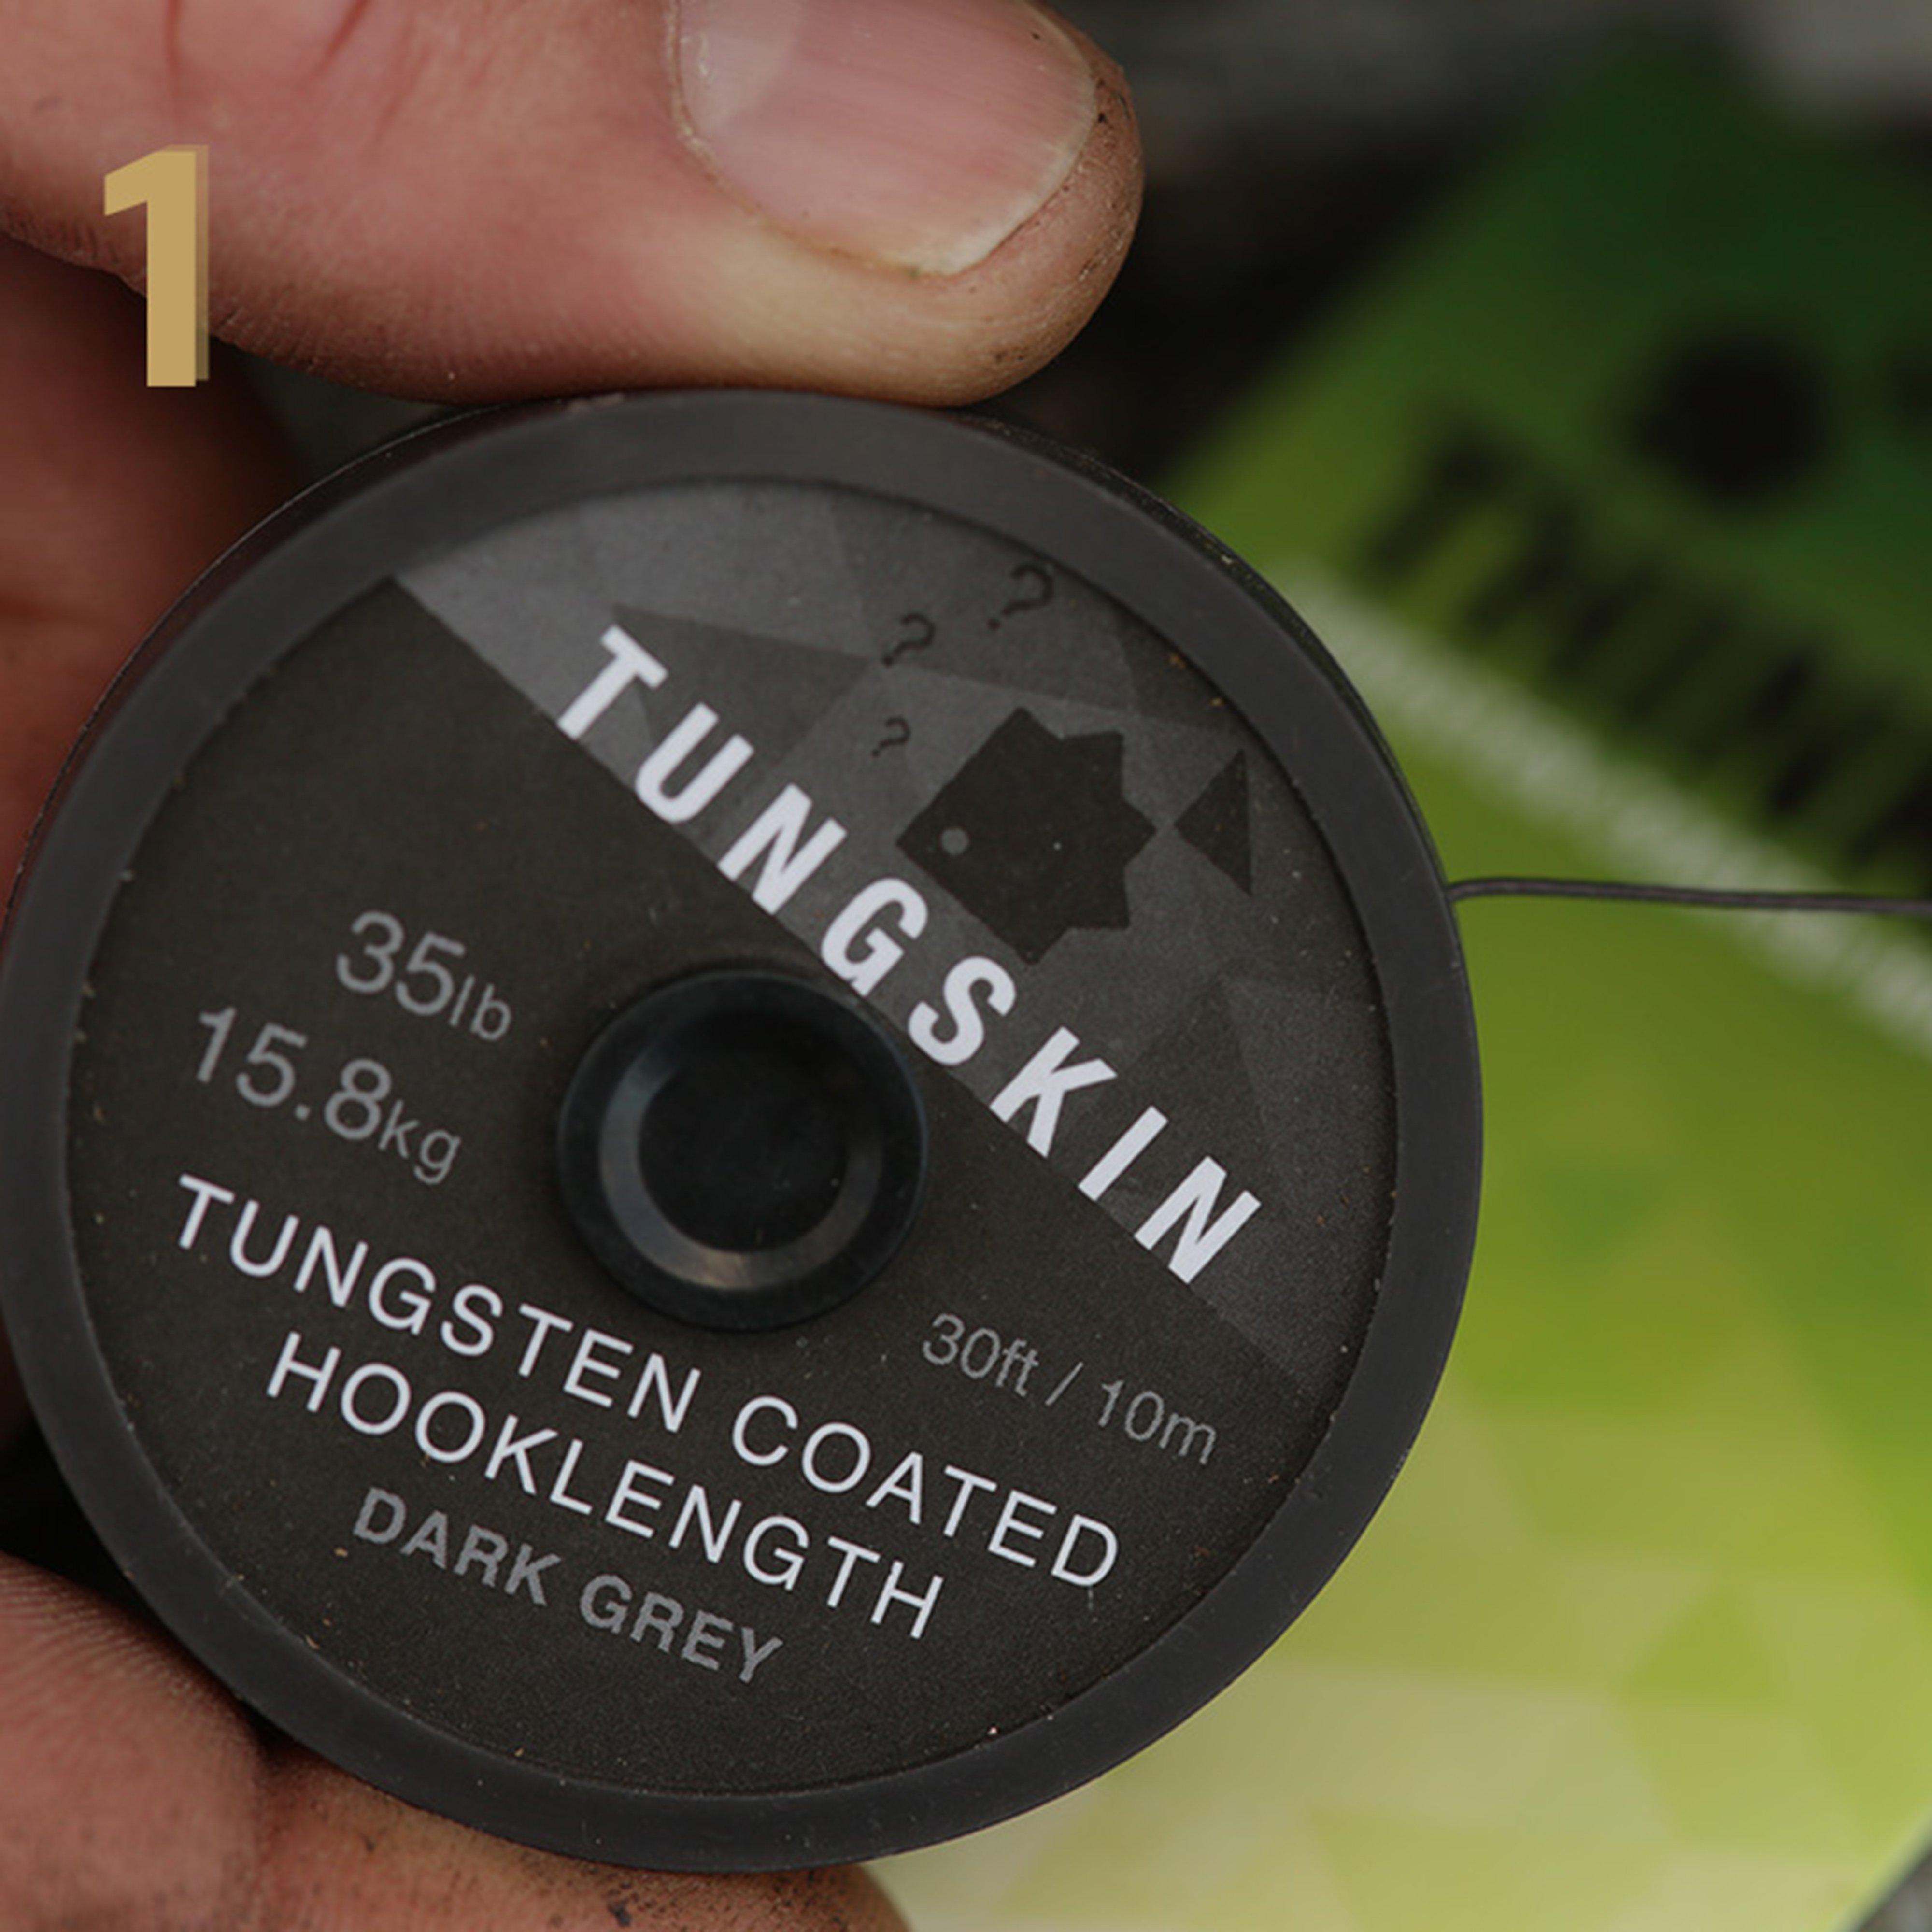 1
? ? ?
TUNGSKIN
35lb
15.8kg
30ft / 10m
TUNGSTEN COATED
HOOKLENGTH
DARK GREY